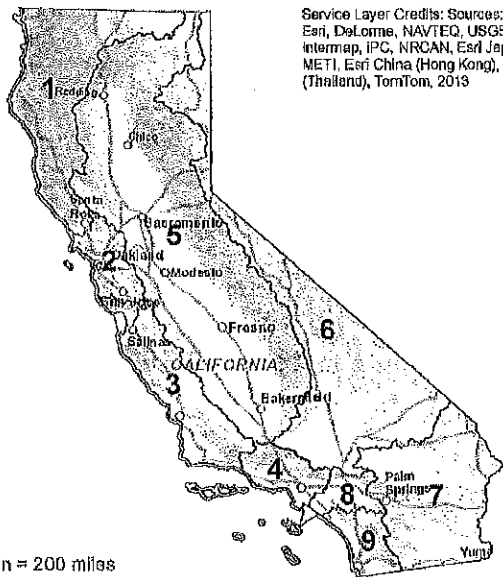 Service Layer Credits: Sources:
Esri, DeLorme, NAVTEQ, USGS
Intermap, iPC, NRCAN, Esri Jap
METI, Esri China (Hong Kong),
(Thailand), TomTom, 2013
1
Redding
Chico
Santa
Rosa
Sacramento
5
2
Oakland
Modesto
6
Salinas
Fresno
CALIFORNIA
3
Bakersfield
4
8
Palm
Springs
7
9
Yuma
n = 200 miles